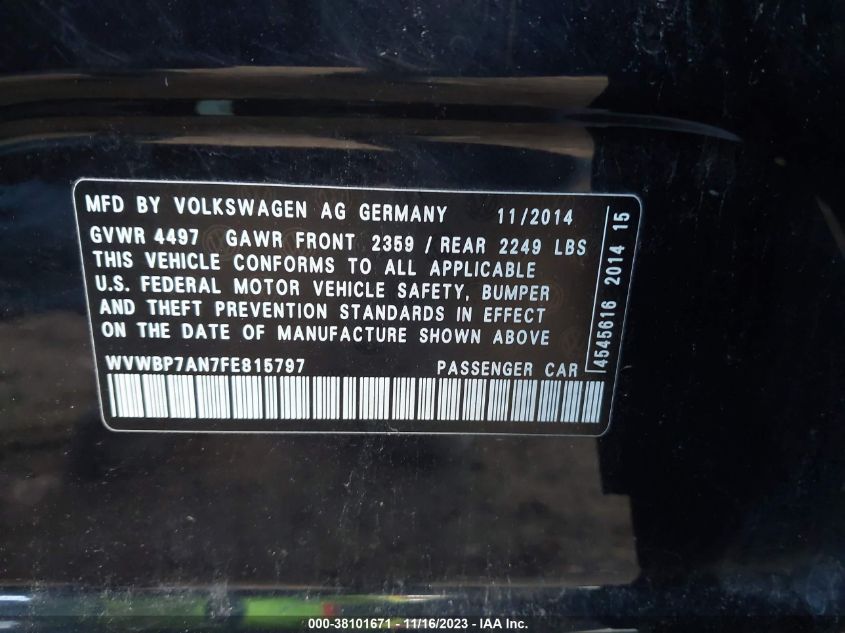 MFD BY VOLKSWAGEN AG GERMANY 11/2014
GVWR 4497 GAWR FRONT 2359 / REAR 2249 LBS
THIS VEHICLE CONFORMS TO ALL APPLICABLE
U.S. FEDERAL MOTOR VEHICLE SAFETY, BUMPER
AND THEFT PREVENTION STANDARDS IN EFFECT
ON THE DATE OF MANUFACTURE SHOWN ABOVE
WVWBP7AN7FE815797 PASSENGER CAR
4545616 2014 15
000-38101671 - 11/16/2023 - IAA Inc.